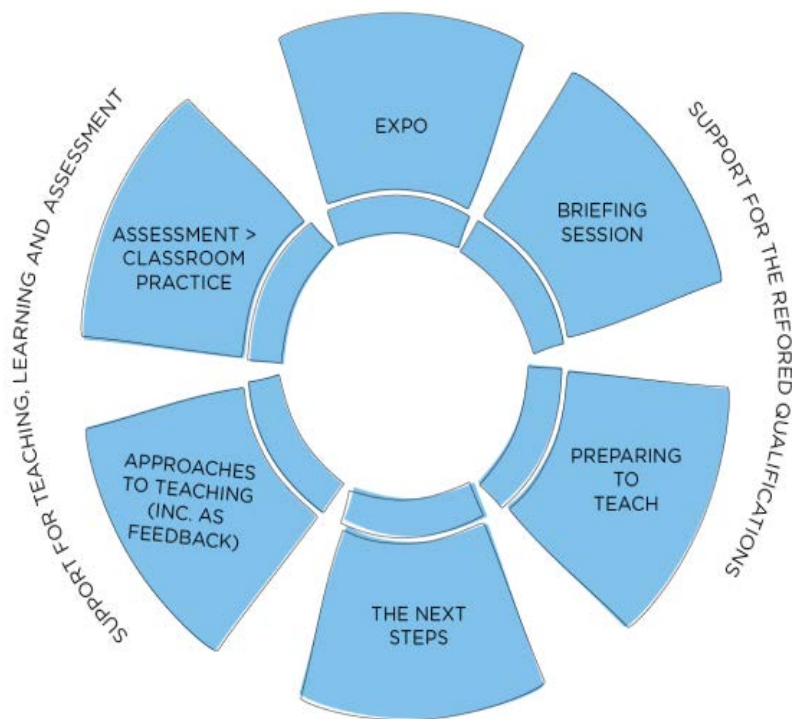 EXPO
BRIEFING
SESSION
PREPARING
TO
TEACH
THE NEXT
STEPS
APPROACHES
TO TEACHING
(INC. AS
FEEDBACK)
ASSESSMENT >
CLASSROOM
PRACTICE
SUPPORT FOR TEACHING, LEARNING AND ASSESSMENT
SUPPORT FOR THE REFORED QUALIFICATIONS